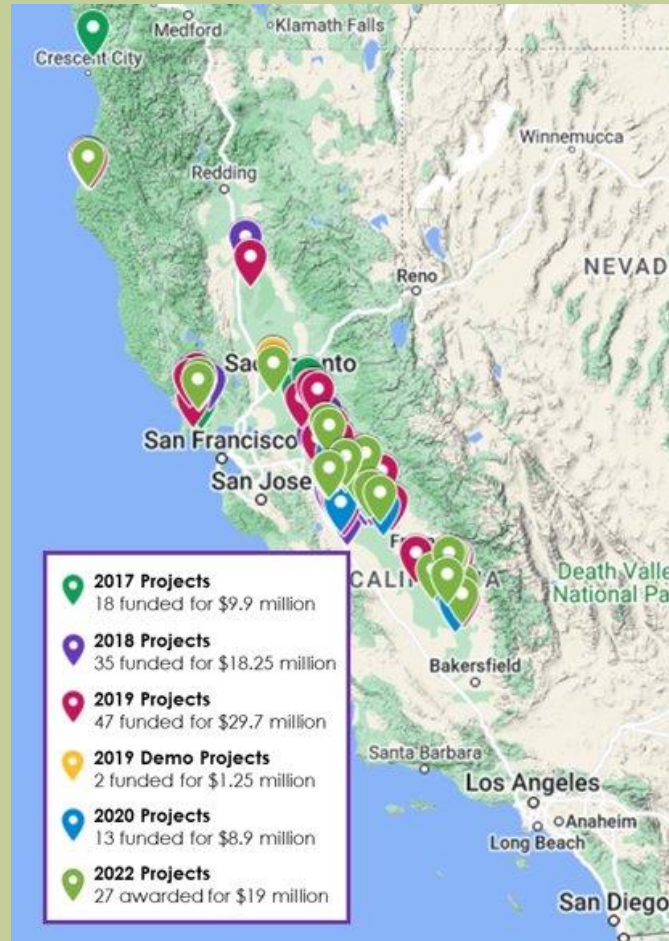 Medford
Klamath Falls
Crescent City
Winnemucca
Redding
Reno
NEVAD
Sacramento
San Francisco
San Jose
CALIFORNIA
Death Valle
National Pa
Bakersfield
Santa Barbara
Los Angeles
Anaheim
Long Beach
San Diego
2017 Projects
18 funded for $9.9 million
2018 Projects
35 funded for $18.25 million
2019 Projects
47 funded for $29.7 million
2019 Demo Projects
2 funded for $1.25 million
2020 Projects
13 funded for $8.9 million
2022 Projects
27 awarded for $19 million